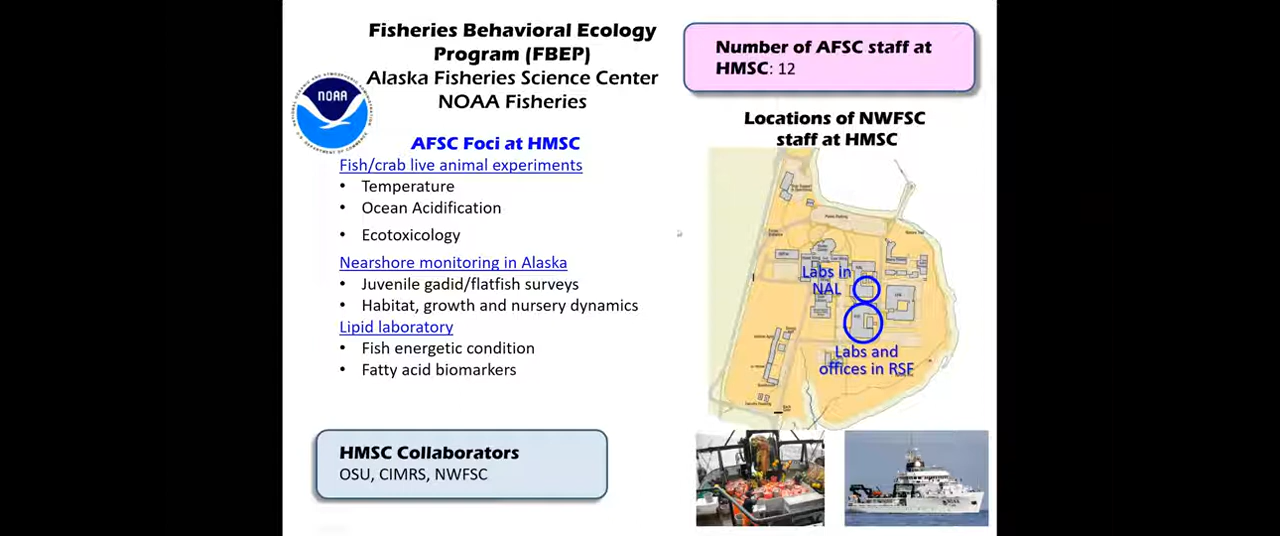 Fisheries Behavioral Ecology
Program (FBEP)
Alaska Fisheries Science Center
NOAA Fisheries
NOAA
AFSC Foci at HMSC
Fish/crab live animal experiments
• Temperature
• Ocean Acidification
• Ecotoxicology
Nearshore monitoring in Alaska
• Juvenile gadid/flatfish surveys
• Habitat, growth and nursery dynamics
Lipid laboratory
• Fish energetic condition
• Fatty acid biomarkers
HMSC Collaborators
OSU, CIMRS, NWFSC
Number of AFSC staff at
HMSC: 12
Locations of NWFSC
staff at HMSC
Labs in
NAL
Labs and
offices in RSF